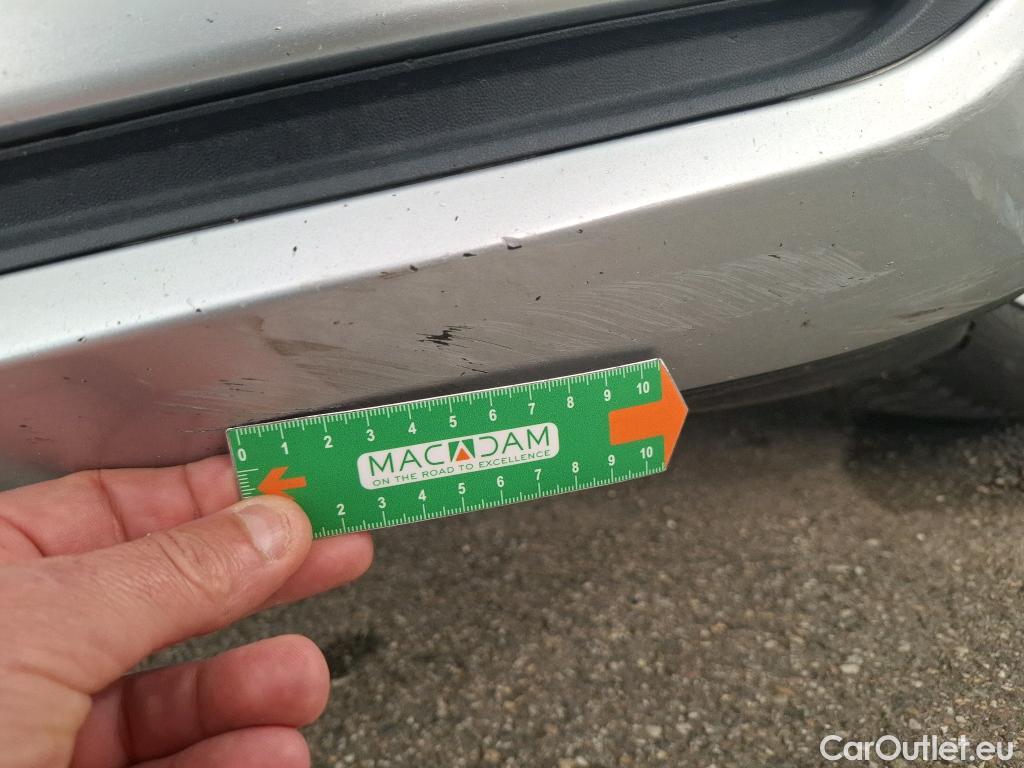 0 1 2 3 4 5 6 7 8 9 10
MACADAM
ON THE ROAD TO EXCELLENCE
2 3 4 5 6 7 8 9 10
CarOutlet.eu